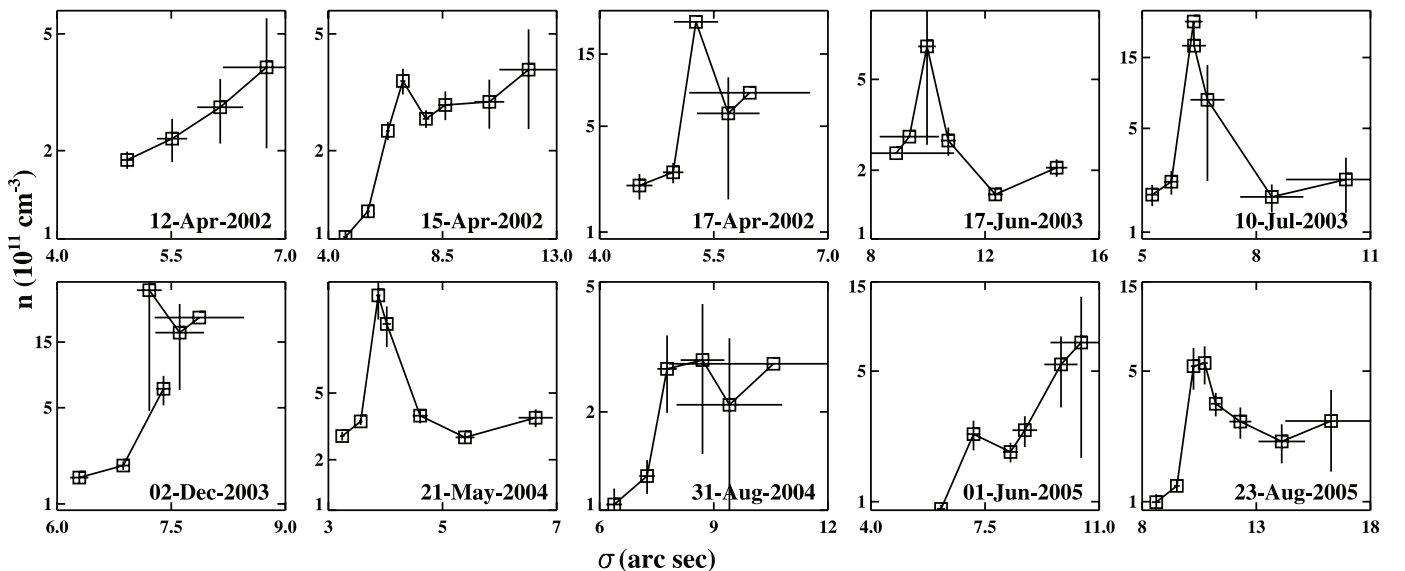 5
2
1
12-Apr-2002
4.0 5.5 7.0
5
2
1
15-Apr-2002
4.0 8.5 13.0
15
5
1
17-Apr-2002
4.0 5.5 7.0
5
2
1
17-Jun-2003
8 12 16
15
5
1
10-Jul-2003
5 8 11
n (10¹¹ cm⁻³)
15
5
1
02-Dec-2003
6.0 7.5 9.0
5
2
1
21-May-2004
3 5 7
5
2
1
31-Aug-2004
6 9 12
15
5
1
01-Jun-2005
4.0 7.5 11.0
15
5
1
23-Aug-2005
8 13 18
σ (arc sec)